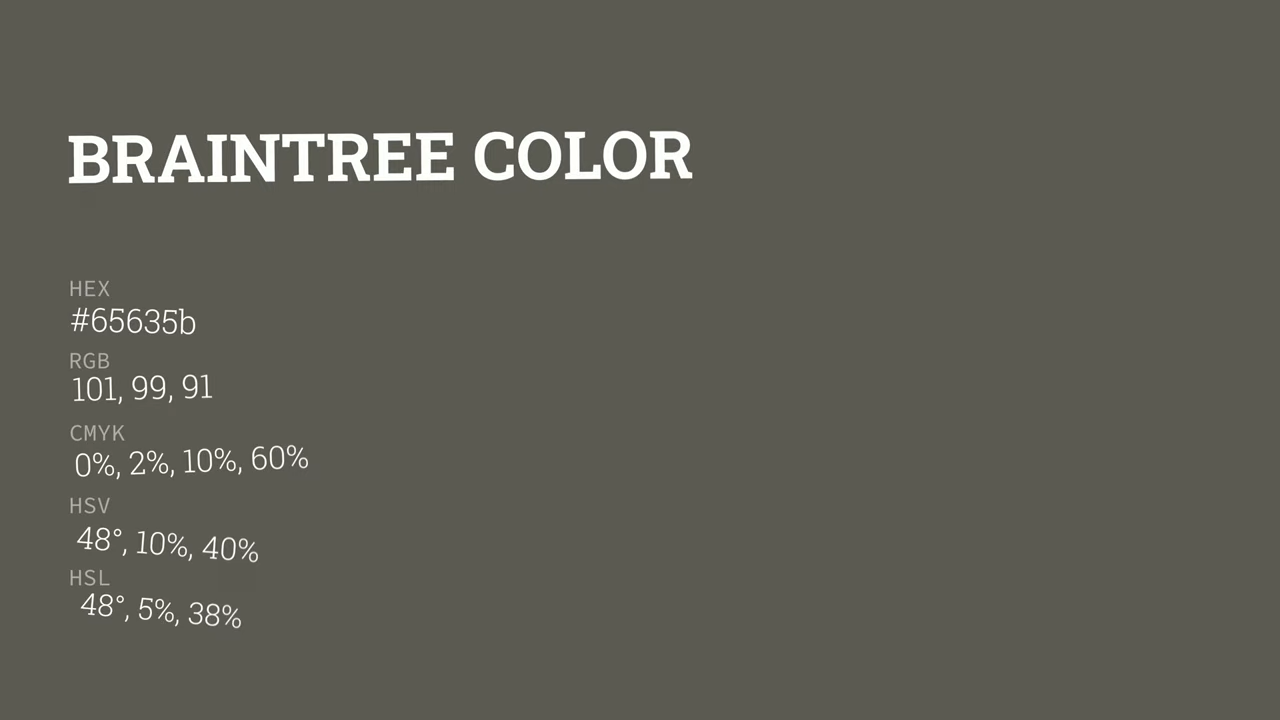 BRAINTREE COLOR
HEX
#65635b
RGB
101, 99, 91
CMYK
0%, 2%, 10%, 60%
HSV
48°, 10%, 40%
HSL
48°, 5%, 38%